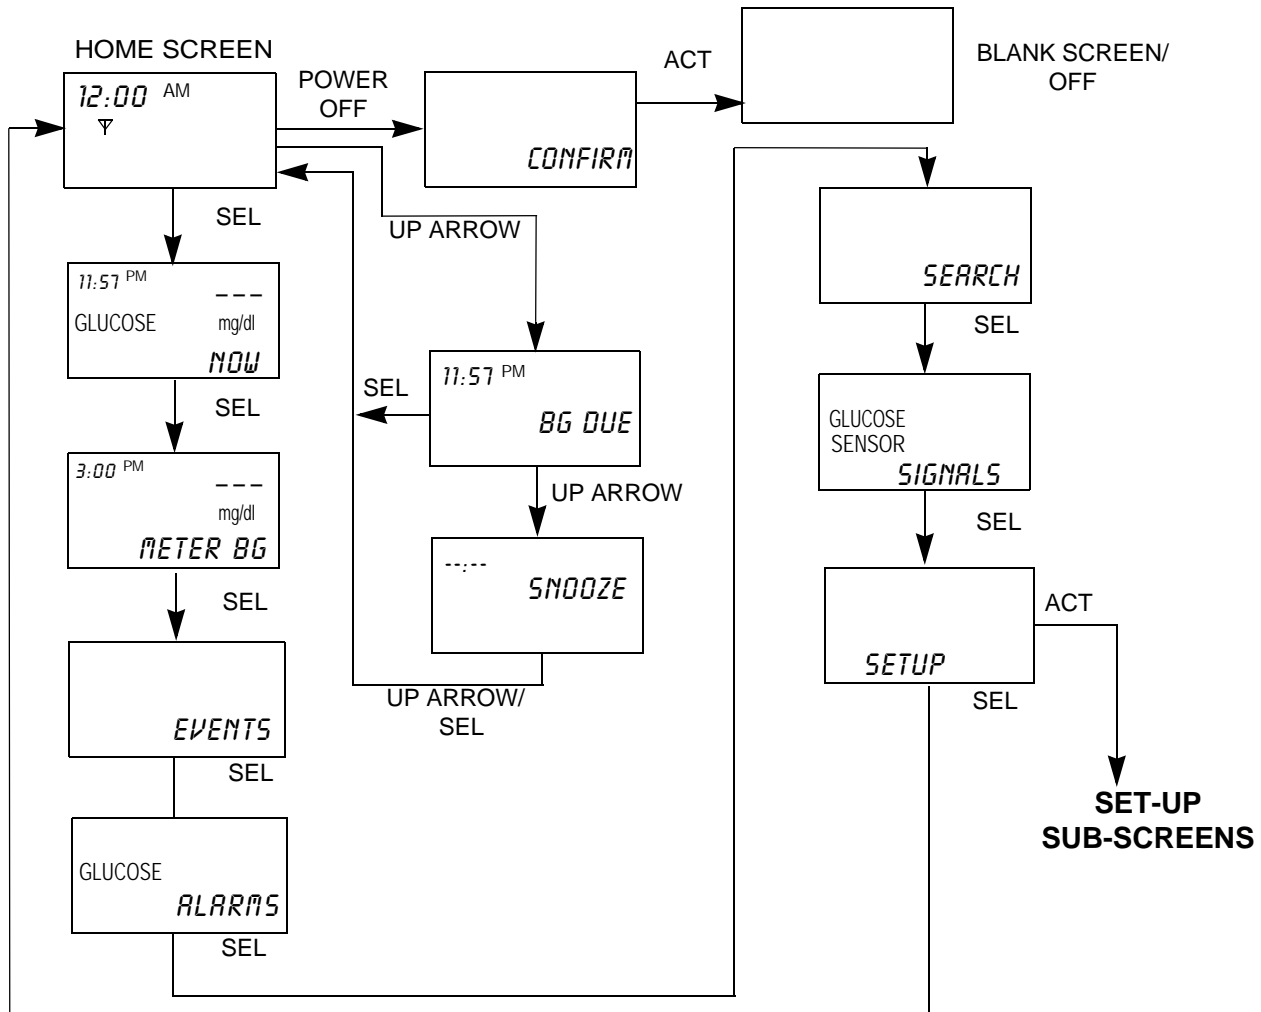 HOME SCREEN
12:00 AM
POWER
OFF
CONFIRM
ACT
BLANK SCREEN/
OFF
SEL
UP ARROW
11:57 PM
---
GLUCOSE
mg/dl
NOW
SEL
3:00 PM
---
mg/dl
METER BG
SEL
EVENTS
SEL
GLUCOSE
ALARMS
SEL
11:57 PM
BG DUE
SEL
UP ARROW
--:--
SNOOZE
UP ARROW/
SEL
SEARCH
SEL
GLUCOSE
SENSOR
SIGNALS
SEL
SETUP
ACT
SEL
SET-UP
SUB-SCREENS